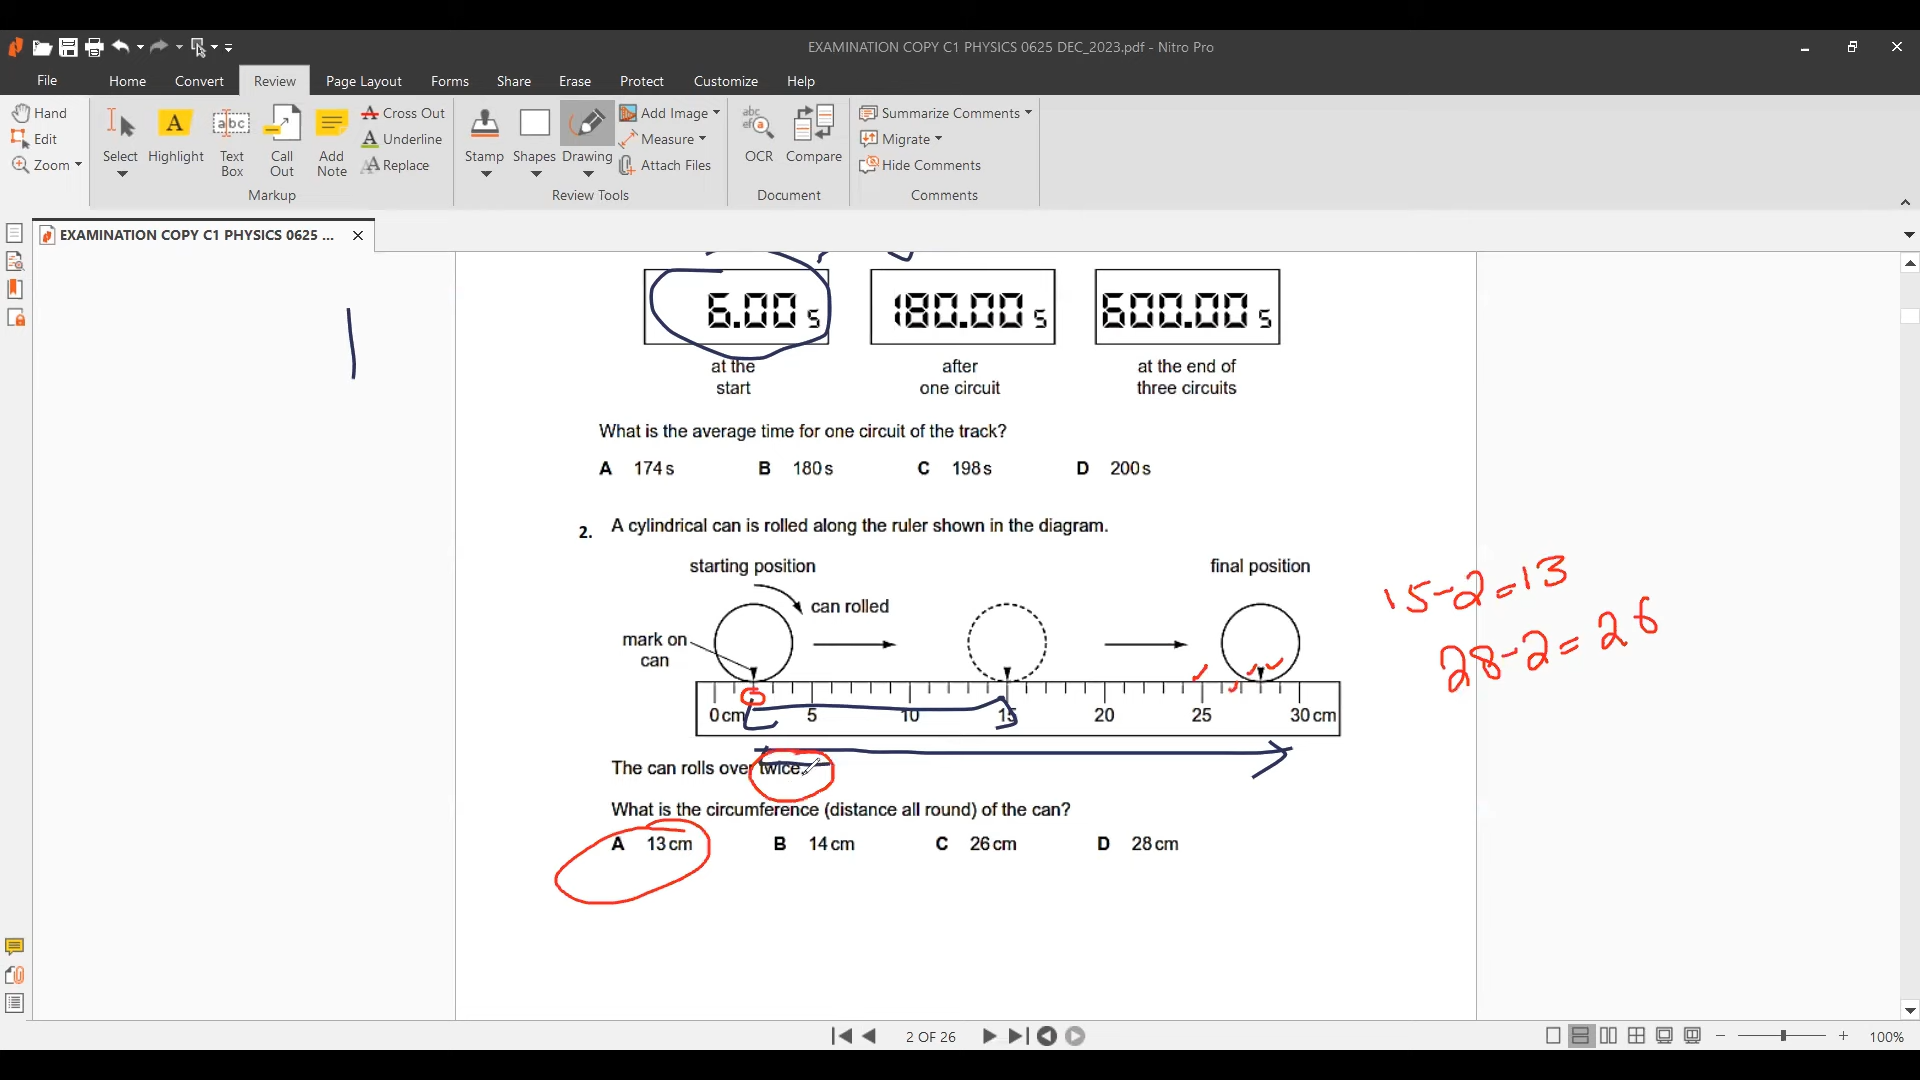 EXAMINATION COPY C1 PHYSICS 0625 DEC_2023.pdf - Nitro Pro
File Home Convert Review Page Layout Forms Share Erase Protect Customize Help
Hand
Edit
Zoom
Select
Highlight
Text Box
Call Out
Add Note
Cross Out
Underline
Replace
Markup
Stamp
Shapes
Drawing
Add Image
Measure
Attach Files
Review Tools
OCR
Compare
Document
Summarize Comments
Migrate
Hide Comments
Comments
EXAMINATION COPY C1 PHYSICS 0625 ...
6.00 s 180.00 s 600.00 s
at the after at the end of
start one circuit three circuits
What is the average time for one circuit of the track?
A 174 s B 180 s C 198 s D 200 s
2. A cylindrical can is rolled along the ruler shown in the diagram.
starting position final position
can rolled
mark on
can
15-2=13
28-2=26
0 cm 5 10 15 20 25 30 cm
The can rolls over twice.
What is the circumference (distance all round) of the can?
A 13 cm B 14 cm C 26 cm D 28 cm
2 OF 26
100%